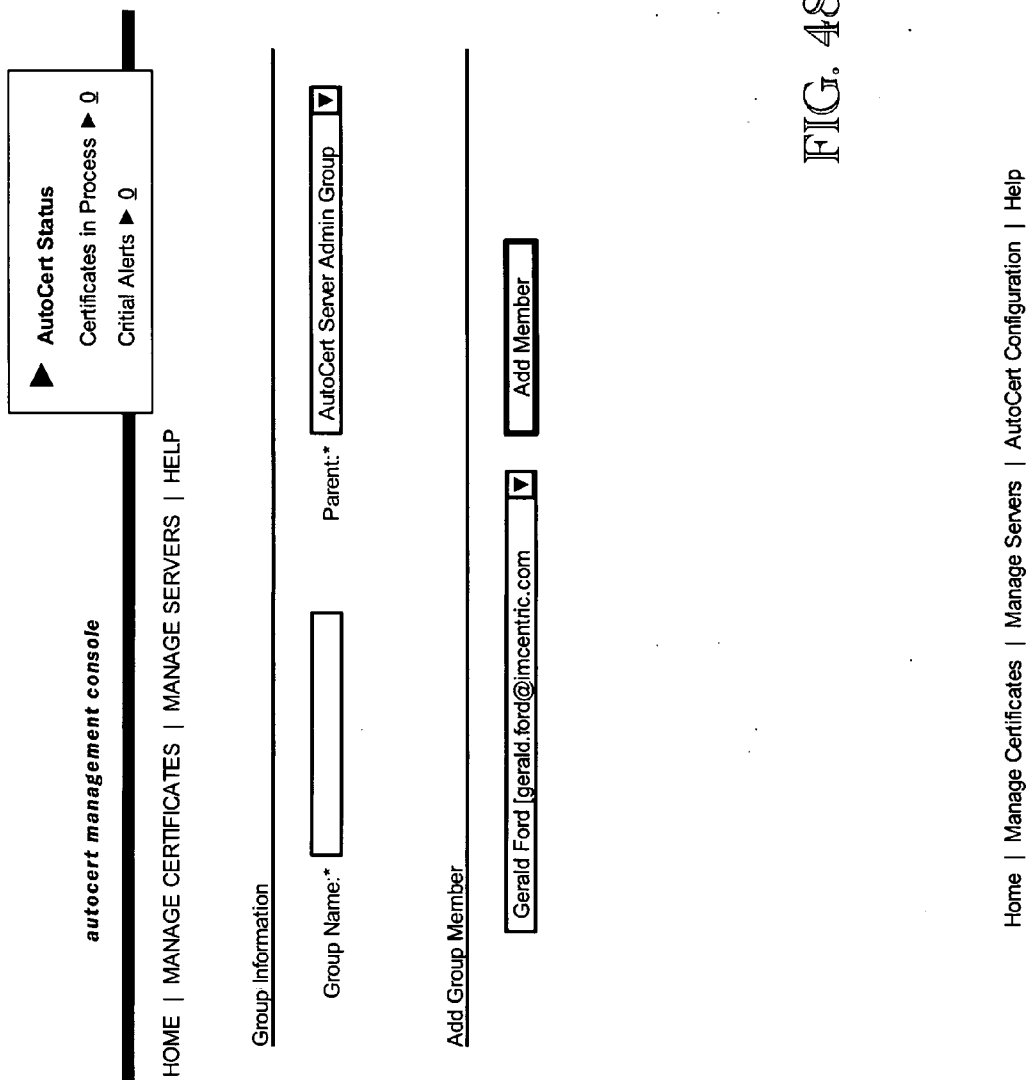 autocert management console
AutoCert Status
Certificates in Process ▶ 0
Critial Alerts ▶ 0
HOME | MANAGE CERTIFICATES | MANAGE SERVERS | HELP
Group Information
Group Name:* Parent:* AutoCert Server Admin Group
Add Group Member
Gerald Ford [gerald.ford@imcentric.com Add Member
FIG. 48
Home | Manage Certificates | Manage Servers | AutoCert Configuration | Help